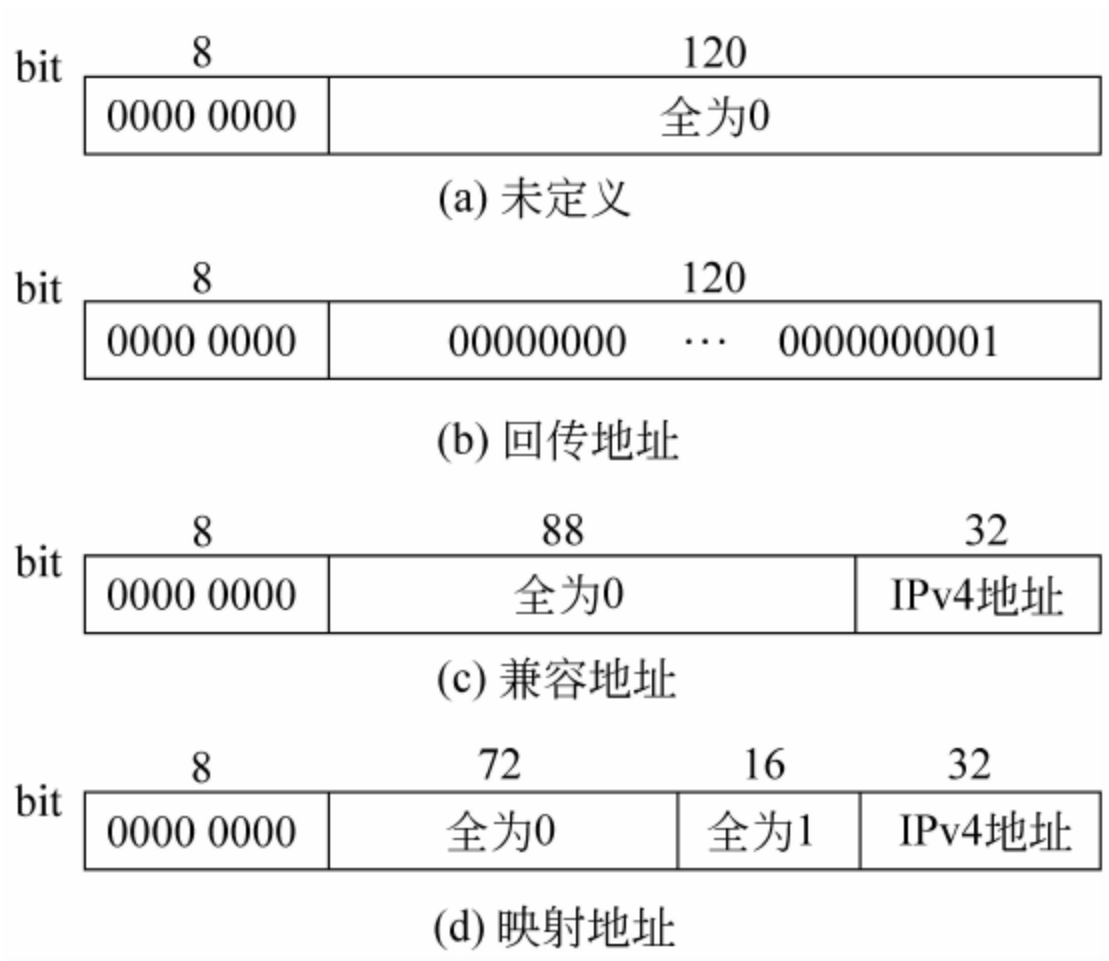 8 120
bit 0000 0000 全为0
(a) 未定义
8 120
bit 0000 0000 00000000 … 0000000001
(b) 回传地址
8 88 32
bit 0000 0000 全为0 IPv4地址
(c) 兼容地址
8 72 16 32
bit 0000 0000 全为0 全为1 IPv4地址
(d) 映射地址